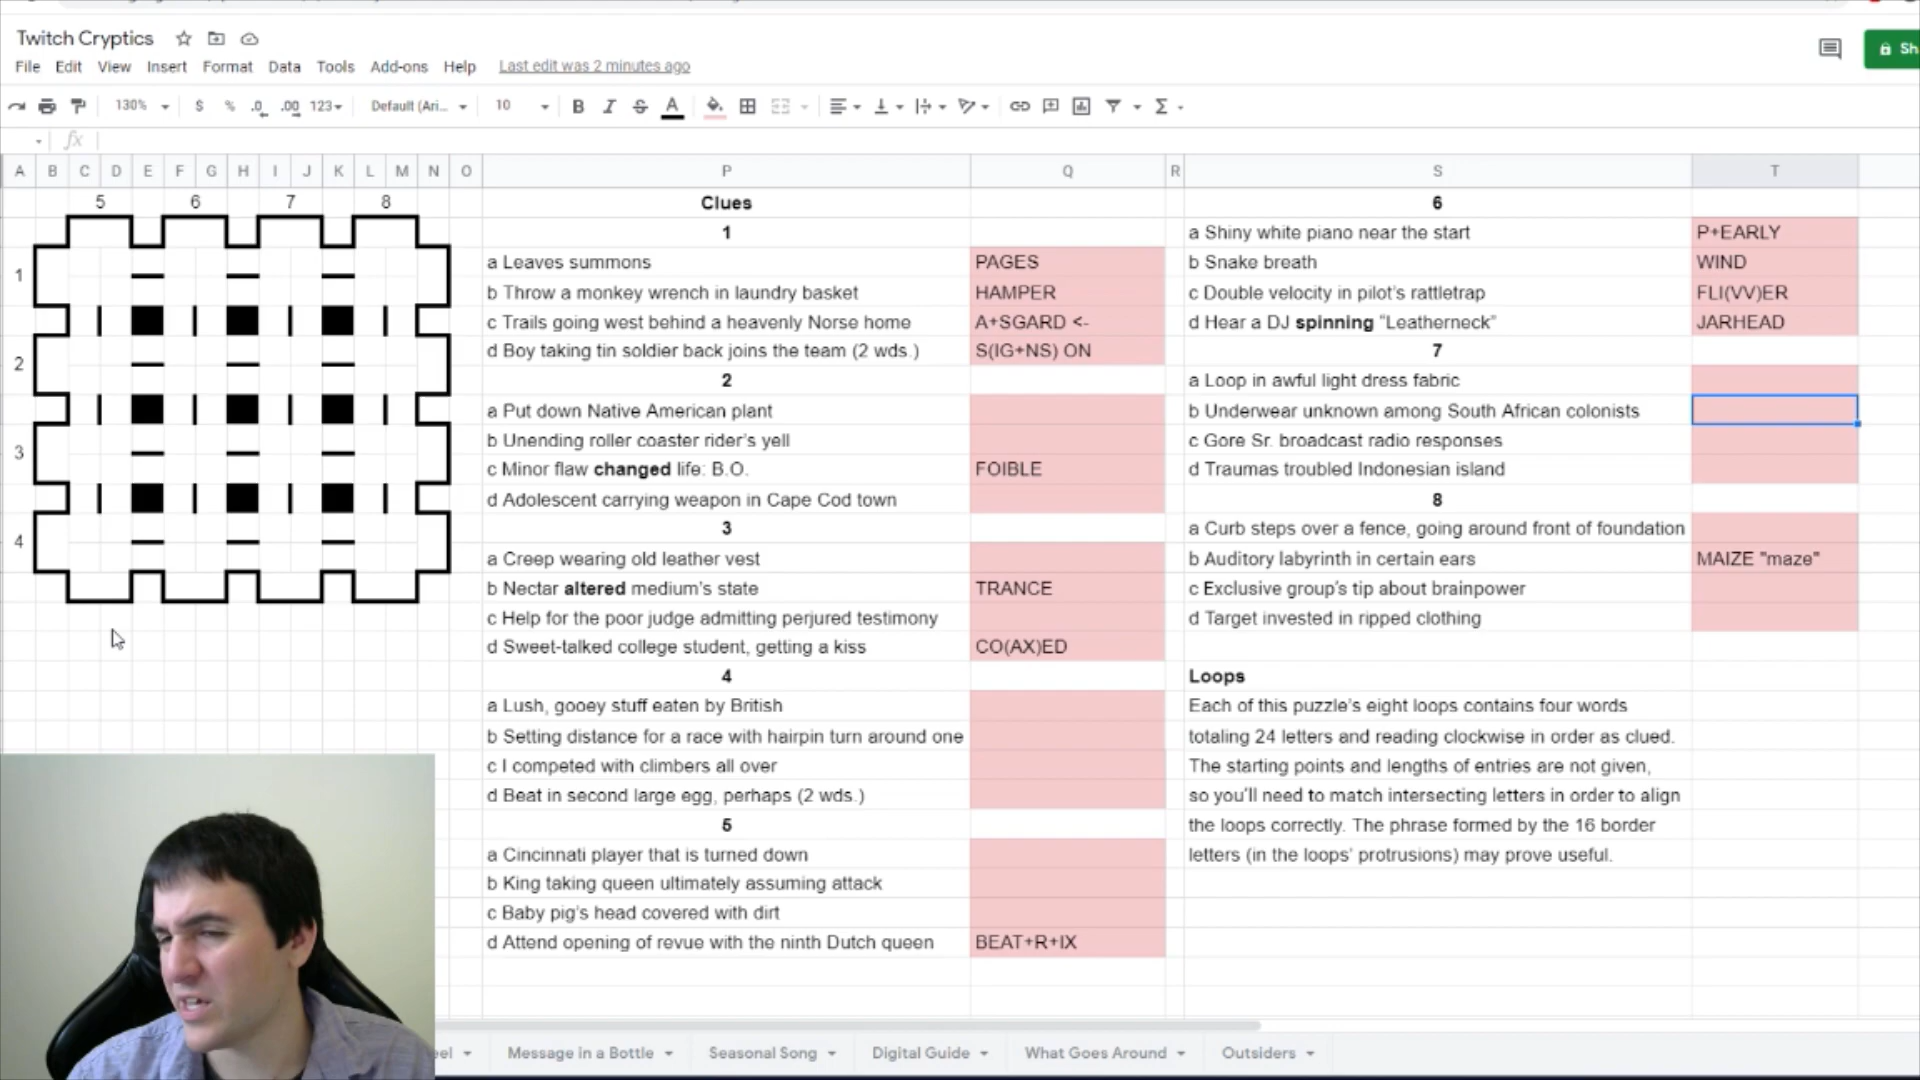 Twitch Cryptics
File Edit View Insert Format Data Tools Add-ons Help Last edit was 2 minutes ago
Sh
130% $ % .0 .00 123 Default (Ari... 10 B I S A Σ
fx
A B C D E F G H I J K L M N O P Q R S T
5 6 7 8
1
2
3
4
Clues
1
a Leaves summons PAGES
b Throw a monkey wrench in laundry basket HAMPER
c Trails going west behind a heavenly Norse home A+SGARD <-
d Boy taking tin soldier back joins the team (2 wds.) S(IG+NS) ON
2
a Put down Native American plant
b Unending roller coaster rider's yell
c Minor flaw changed life: B.O. FOIBLE
d Adolescent carrying weapon in Cape Cod town
3
a Creep wearing old leather vest
b Nectar altered medium's state TRANCE
c Help for the poor judge admitting perjured testimony
d Sweet-talked college student, getting a kiss CO(AX)ED
4
a Lush, gooey stuff eaten by British
b Setting distance for a race with hairpin turn around one
c I competed with climbers all over
d Beat in second large egg, perhaps (2 wds.)
5
a Cincinnati player that is turned down
b King taking queen ultimately assuming attack
c Baby pig's head covered with dirt
d Attend opening of revue with the ninth Dutch queen BEAT+R+IX
6
a Shiny white piano near the start P+EARLY
b Snake breath WIND
c Double velocity in pilot's rattletrap FLI(VV)ER
d Hear a DJ spinning "Leatherneck" JARHEAD
7
a Loop in awful light dress fabric
b Underwear unknown among South African colonists
c Gore Sr. broadcast radio responses
d Traumas troubled Indonesian island
8
a Curb steps over a fence, going around front of foundation
b Auditory labyrinth in certain ears MAIZE "maze"
c Exclusive group's tip about brainpower
d Target invested in ripped clothing
Loops
Each of this puzzle's eight loops contains four words
totaling 24 letters and reading clockwise in order as clued.
The starting points and lengths of entries are not given,
so you'll need to match intersecting letters in order to align
the loops correctly. The phrase formed by the 16 border
letters (in the loops' protrusions) may prove useful.
eel Message in a Bottle Seasonal Song Digital Guide What Goes Around Outsiders